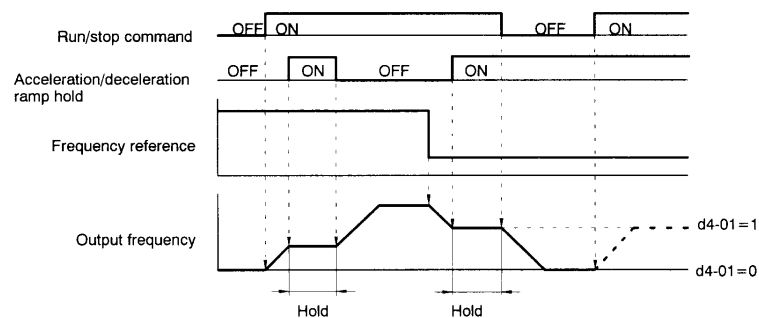 Run/stop command
OFF ON OFF ON
Acceleration/deceleration
ramp hold
OFF ON OFF ON
Frequency reference
Output frequency
d4-01=1
d4-01=0
Hold Hold